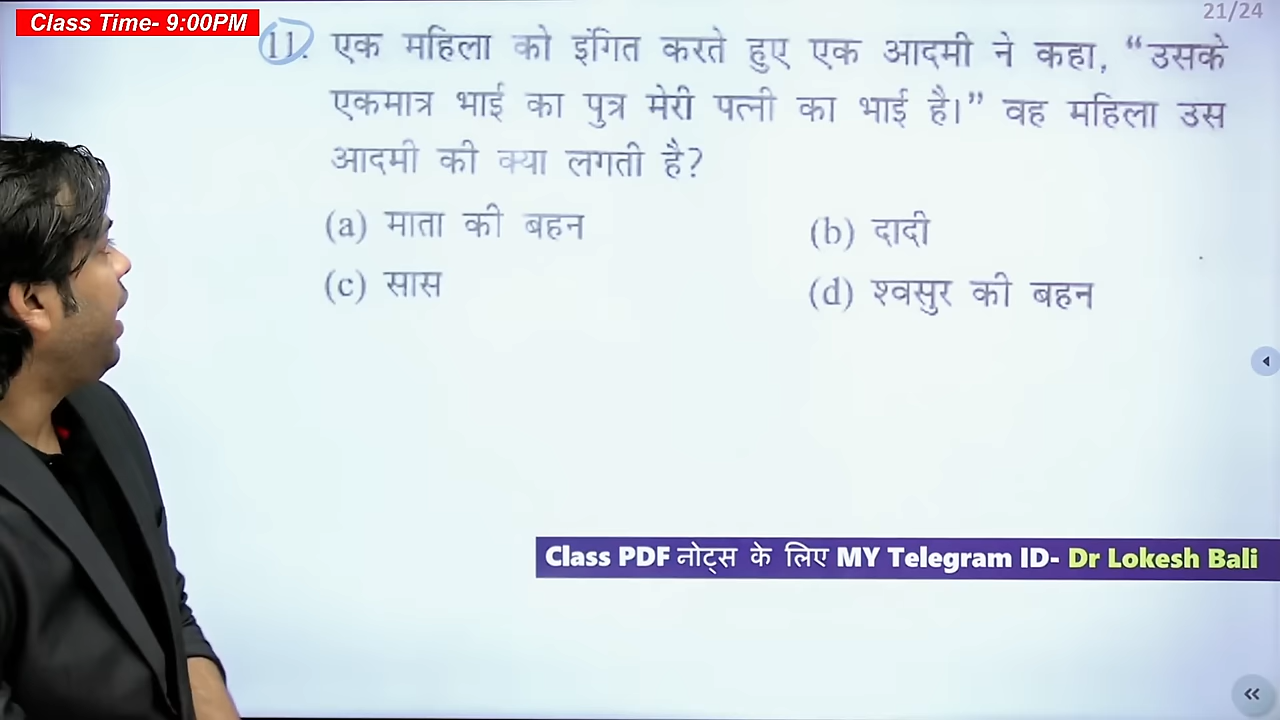 Class Time- 9:00PM
21/24
11. एक महिला को इंगित करते हुए एक आदमी ने कहा, “उसके
एकमात्र भाई का पुत्र मेरी पत्नी का भाई है।” वह महिला उस
आदमी की क्या लगती है?
(a) माता की बहन
(b) दादी
(c) सास
(d) श्वसुर की बहन
Class PDF नोट्स के लिए MY Telegram ID- Dr Lokesh Bali